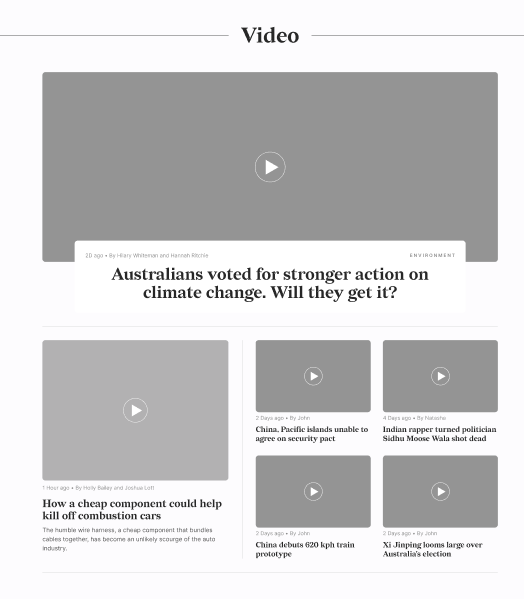 Video
2D ago • By Hilary Whiteman and Hannah Ritchie
ENVIRONMENT
Australians voted for stronger action on
climate change. Will they get it?
1 Hour ago • By Holly Bailey and Joshua Lott
How a cheap component could help
kill off combustion cars
The humble wire harness, a cheap component that bundles
cables together, has become an unlikely scourge of the auto
industry.
2 Days ago • By John
China, Pacific islands unable to
agree on security pact
4 Days ago • By Natasha
Indian rapper turned politician
Sidhu Moose Wala shot dead
2 Days ago • By John
China debuts 620 kph train
prototype
2 Days ago • By John
Xi Jinping looms large over
Australia's election